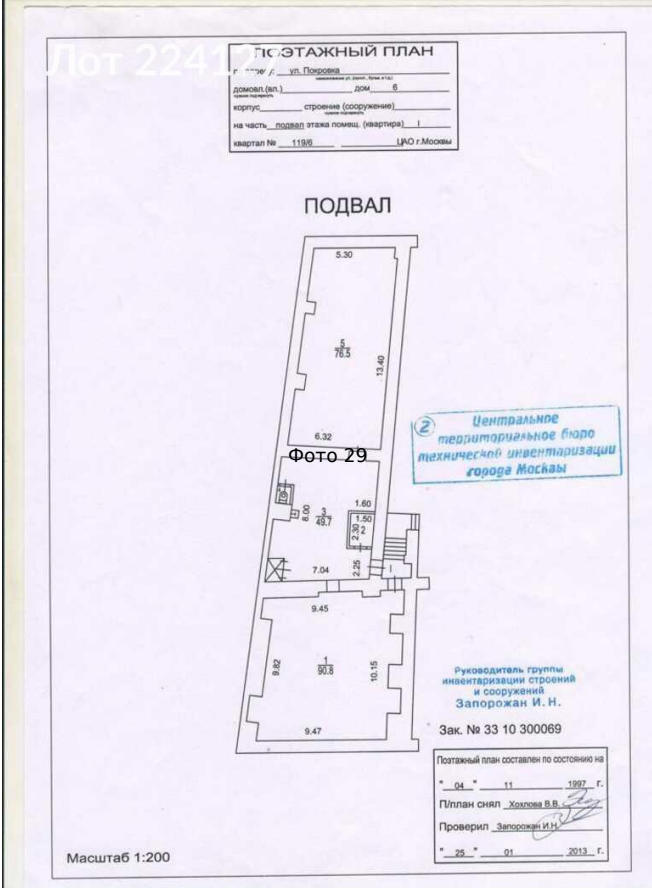 Лот 224127
ПОЭТАЖНЫЙ ПЛАН
ул. Покровка
домовл.(вл.) дом 6
корпус строение (сооружение)
на часть подвал этажа помещ. (квартира) I
квартал № 119/6 ЦАО г.Москвы
ПОДВАЛ
5.30
5
76.5
13.40
6.32
Фото 29
2
Центральное
территориальное бюро
технической инвентаризации
города Москвы
1.60
3
49.7
8.00
1.50
2
2.30
7.04
2.25
I
9.45
1
90.8
9.82
10.15
9.47
Руководитель группы
инвентаризации строений
и сооружений
Запорожан И. Н.
Зак. № 33 10 300069
Поэтажный план составлен по состоянию на
" 04 " 11 1997 г.
П/план снял Хохлова В.В.
Проверил Запорожан И.Н.
" 25 " 01 2013 г.
Масштаб 1:200